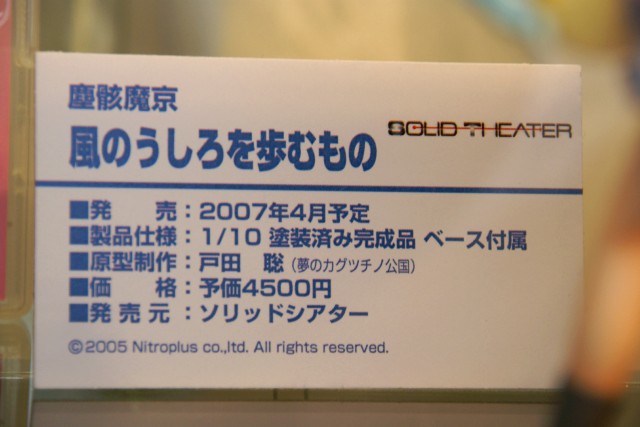 塵骸魔京
風のうしろを歩むもの
SOLID THEATER
■発　　売：2007年4月予定
■製品仕様：1/10 塗装済み完成品 ベース付属
■原型制作：戸田　聡（夢のカグツチノ公国）
■価　　格：予価4500円
■発 売 元：ソリッドシアター
©2005 Nitroplus co.,ltd. All rights reserved.